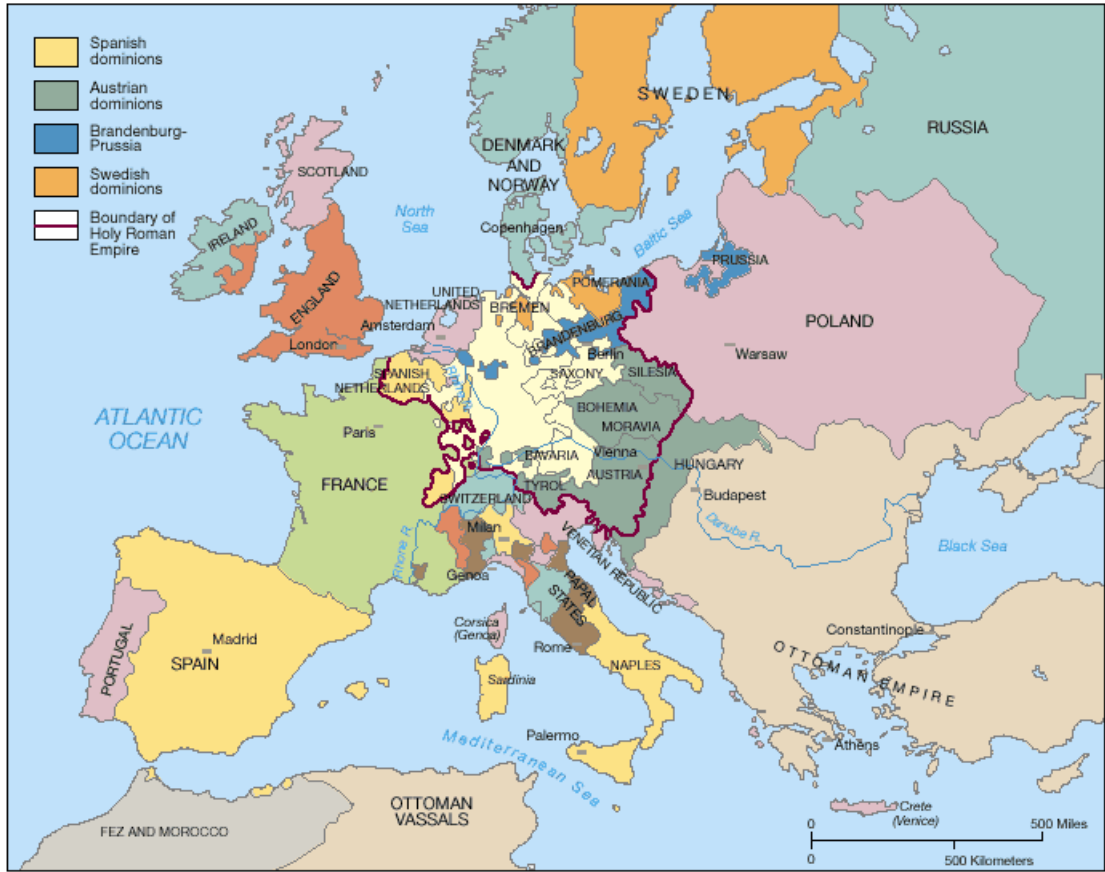 Spanish
dominions
Austrian
dominions
Brandenburg-
Prussia
Swedish
dominions
Boundary of
Holy Roman
Empire
SWEDEN
RUSSIA
DENMARK
AND
NORWAY
SCOTLAND
North
Sea
IRELAND
Copenhagen
Baltic Sea
PRUSSIA
POMERANIA
UNITED
NETHERLANDS
BREMEN
ENGLAND
Amsterdam
BRANDENBURG
POLAND
London
Berlin
Warsaw
SPANISH
NETHERLANDS
Rhine R.
SAXONY
SILESIA
ATLANTIC
OCEAN
BOHEMIA
Paris
MORAVIA
BAVARIA
Vienna
FRANCE
AUSTRIA
HUNGARY
TYROL
SWITZERLAND
Budapest
Milan
Danube R.
VENETIAN REPUBLIC
Black Sea
Rhone R.
Genoa
PAPAL
STATES
Corsica
(Genoa)
PORTUGAL
Madrid
SPAIN
Rome
Constantinople
OTTOMAN EMPIRE
NAPLES
Sardinia
Palermo
Mediterranean Sea
Athens
OTTOMAN
VASSALS
FEZ AND MOROCCO
Crete
(Venice)
0
500 Miles
0
500 Kilometers